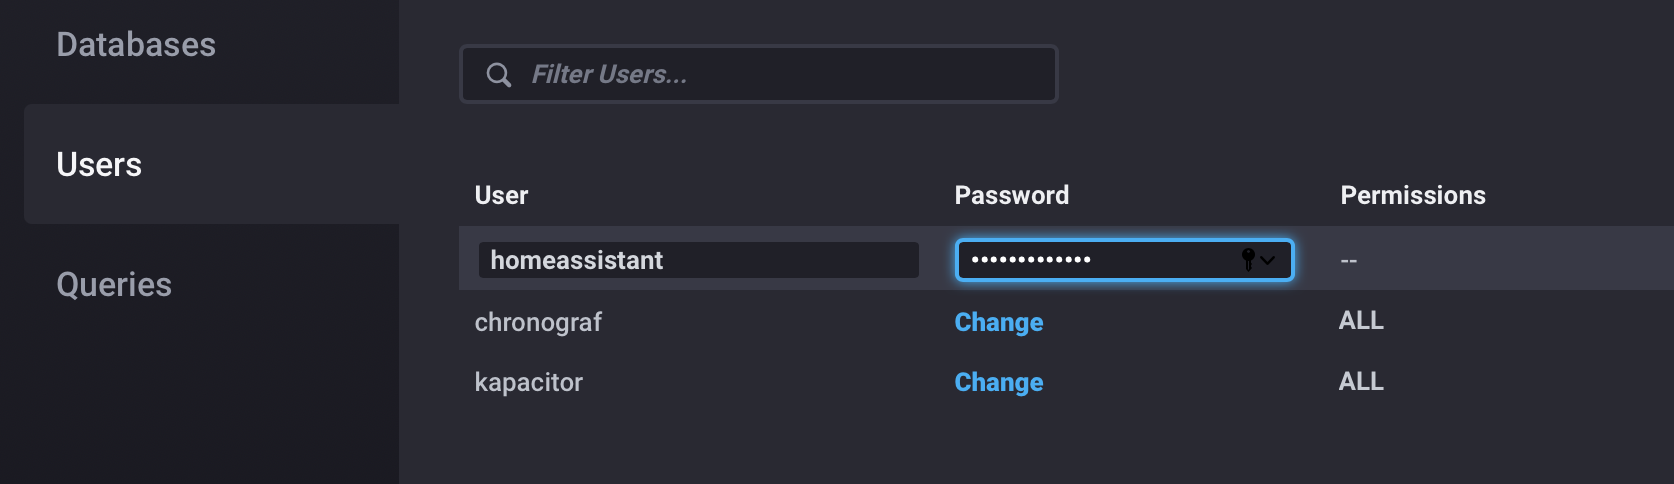 Databases
Users
Queries
Filter Users...
User Password Permissions
homeassistant ••••••••••••• --
chronograf Change ALL
kapacitor Change ALL